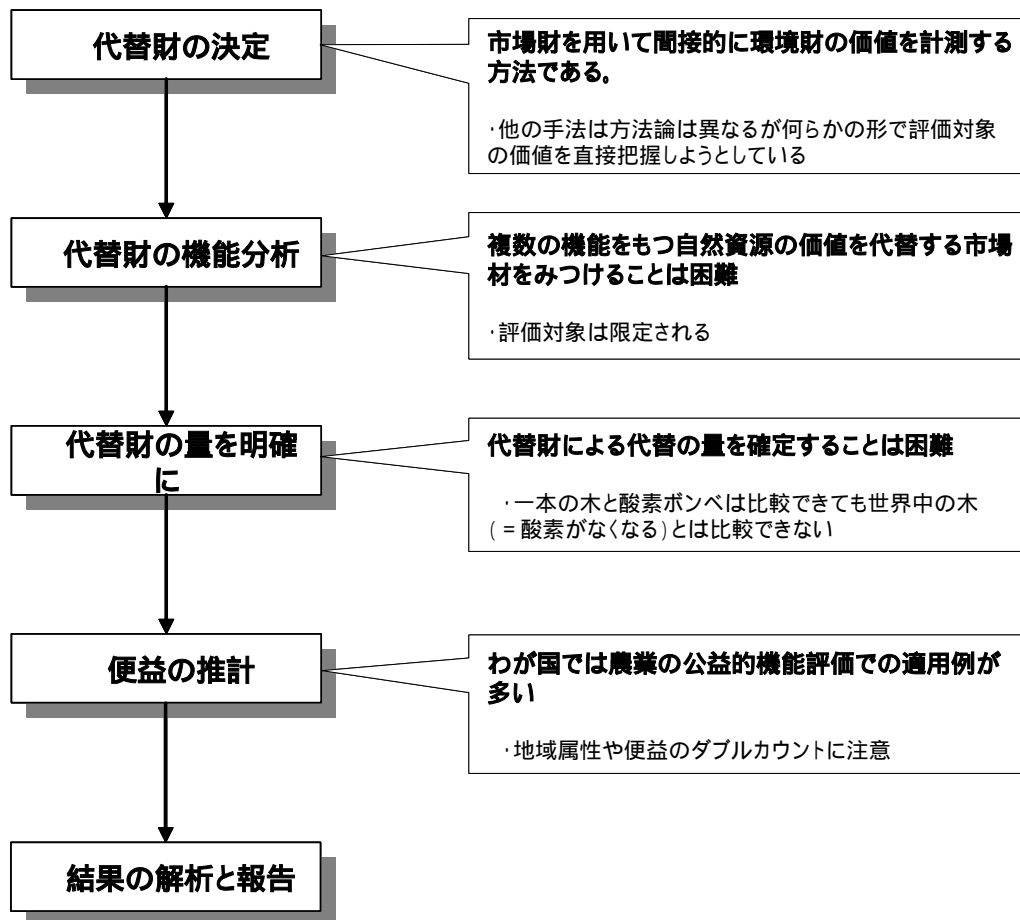 代替財の決定
市場財を用いて間接的に環境財の価値を計測する
方法である。
・他の手法は方法論は異なるが何らかの形で評価対象
の価値を直接把握しようとしている
代替財の機能分析
複数の機能をもつ自然資源の価値を代替する市場
材をみつけることは困難
・評価対象は限定される
代替財の量を明確
に
代替財による代替の量を確定することは困難
・一本の木と酸素ボンベは比較できても世界中の木
(=酸素がなくなる)とは比較できない
便益の推計
わが国では農業の公益的機能評価での適用例が
多い
・地域属性や便益のダブルカウントに注意
結果の解析と報告